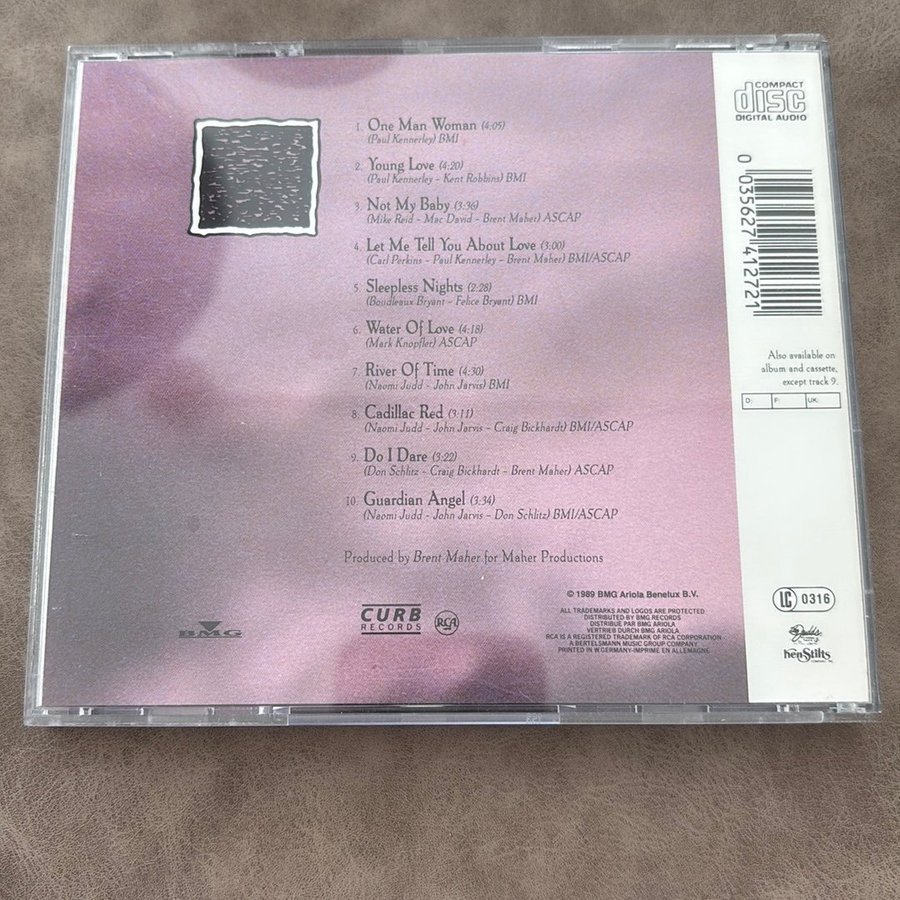 1. One Man Woman (4:05)
(Paul Kennerley) BMI
2. Young Love (4:20)
(Paul Kennerley - Kent Robbins) BMI
3. Not My Baby (3:36)
(Mike Reid - Mac David - Brent Maher) ASCAP
4. Let Me Tell You About Love (3:00)
(Carl Perkins - Paul Kennerley - Brent Maher) BMI/ASCAP
5. Sleepless Nights (2:28)
(Boudleaux Bryant - Felice Bryant) BMI
6. Water Of Love (4:18)
(Mark Knopfler) ASCAP
7. River Of Time (4:30)
(Naomi Judd - John Jarvis) BMI
8. Cadillac Red (3:11)
(Naomi Judd - John Jarvis - Craig Bickhardt) BMI/ASCAP
9. Do I Dare (3:22)
(Don Schlitz - Craig Bickhardt - Brent Maher) ASCAP
10. Guardian Angel (3:34)
(Naomi Judd - John Jarvis - Don Schlitz) BMI/ASCAP
Produced by Brent Maher for Maher Productions
BMG
CURB
RECORDS
RCA
© 1989 BMG Ariola Benelux B.V.
ALL TRADEMARKS AND LOGOS ARE PROTECTED
DISTRIBUTED BY BMG RECORDS
DISTRIBUE PAR BMG ARIOLA
VERTRIEB DURCH BMG ARIOLA
RCA IS A REGISTERED TRADEMARK OF RCA CORPORATION
A BERTELSMANN MUSIC GROUP COMPANY
PRINTED IN W.GERMANY-IMPRIME EN ALLEMAGNE
COMPACT
disc
DIGITAL AUDIO
0 035627 412721
Also available on
album and cassette,
except track 9.
D: F: UK:
LC 0316
Judds
KenStilts
COMPANY, INC.